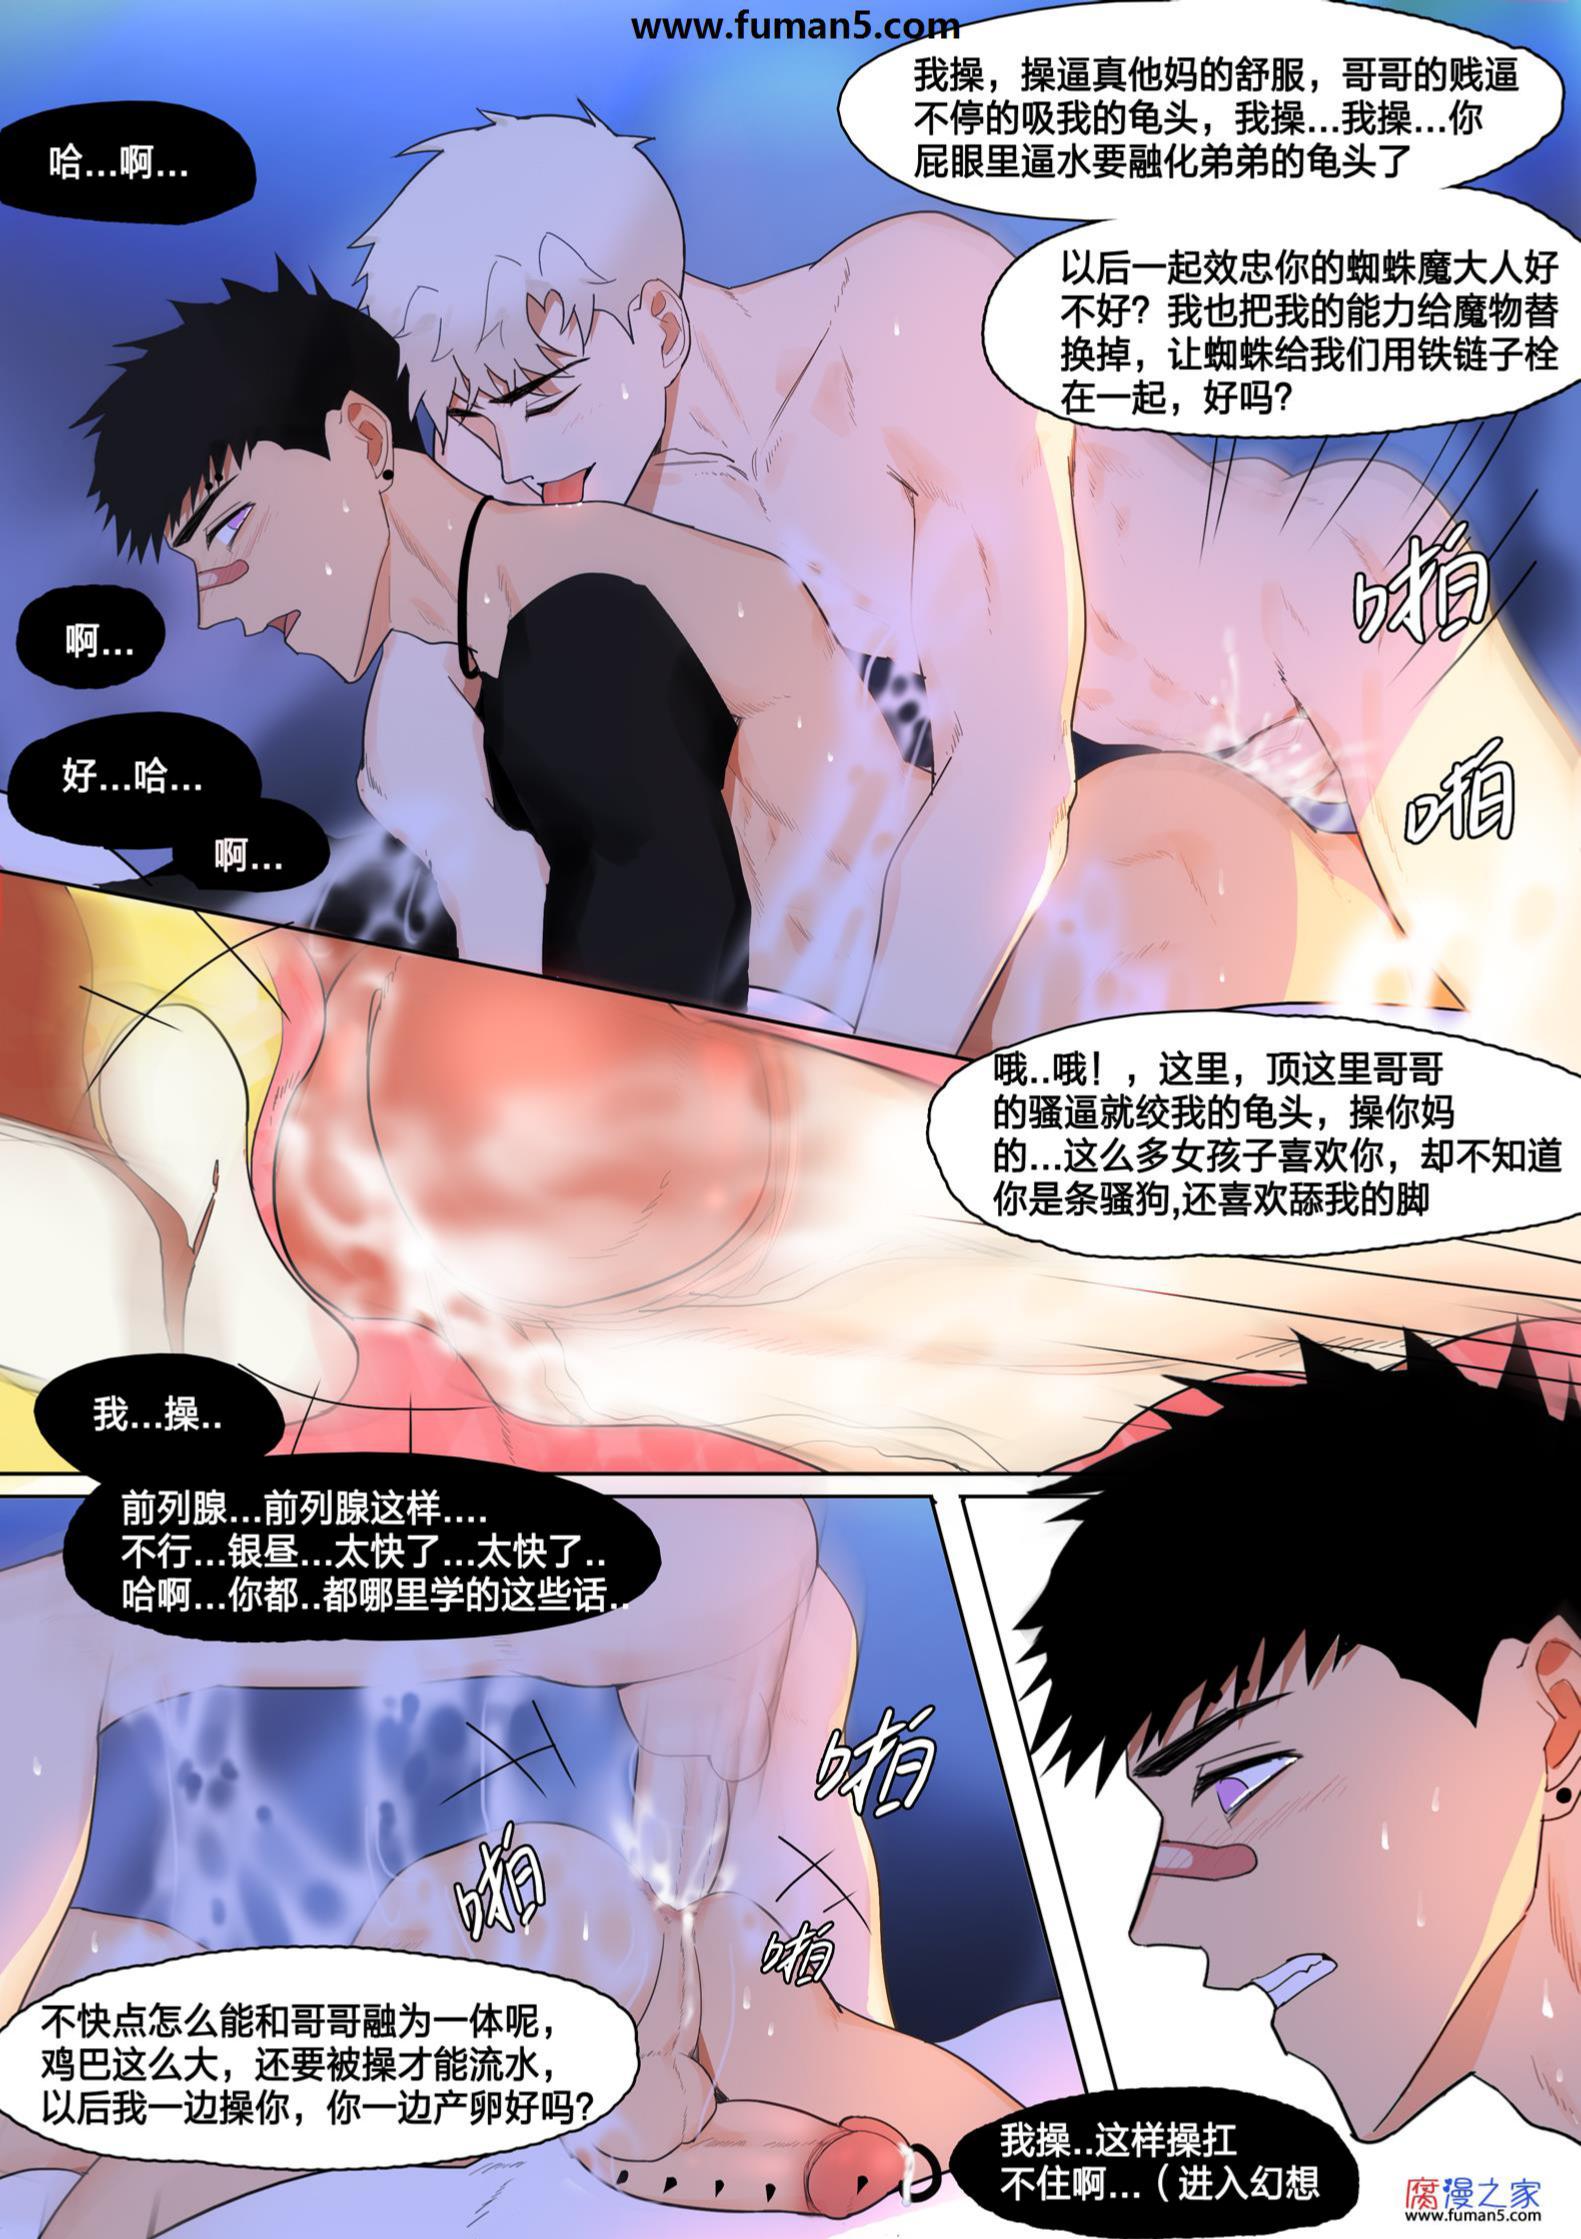 www.fuman5.com
我操，操逼真他妈的舒服，哥哥的贱逼
不停的吸我的龟头，我操...我操...你
屁眼里逼水要融化弟弟的龟头了
哈...啊...
以后一起效忠你的蜘蛛魔大人好
不好？我也把我的能力给魔物替
换掉，让蜘蛛给我们用铁链子栓
在一起，好吗？
啪
啊...
啪
好...哈...
啊...
哦..哦！，这里，顶这里哥哥
的骚逼就绞我的龟头，操你妈
的...这么多女孩子喜欢你，却不知道
你是条骚狗,还喜欢舔我的脚
我...操..
前列腺...前列腺这样....
不行...银昼...太快了...太快了..
哈啊...你都..都哪里学的这些话..
啪
啪
啪
不快点怎么能和哥哥融为一体呢，
鸡巴这么大，还要被操才能流水，
以后我一边操你，你一边产卵好吗？
我操..这样操扛
不住啊...（进入幻想
腐漫之家
www.fuman5.com